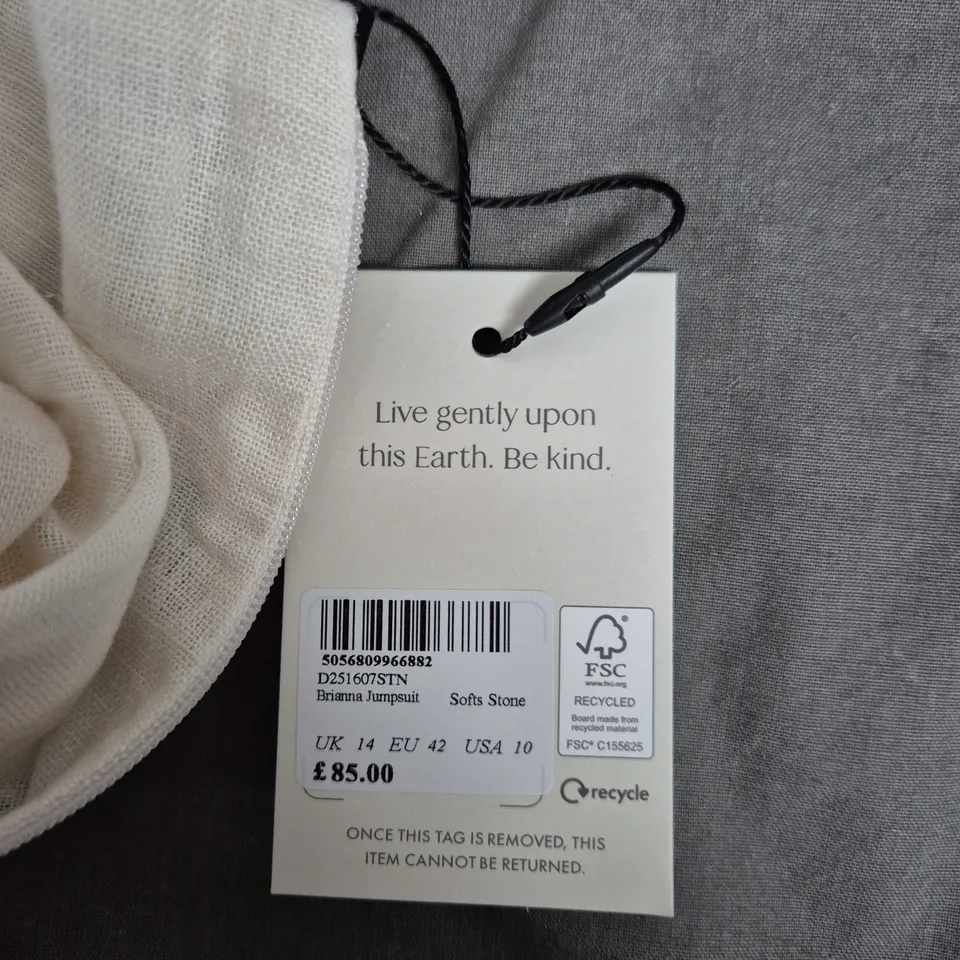 Live gently upon
this Earth. Be kind.
5056809966882
D251607STN
Brianna Jumpsuit Softs Stone
UK 14 EU 42 USA 10
£85.00
FSC
www.fsc.org
RECYCLED
Board made from
recycled material
FSC® C155625
recycle
ONCE THIS TAG IS REMOVED, THIS
ITEM CANNOT BE RETURNED.